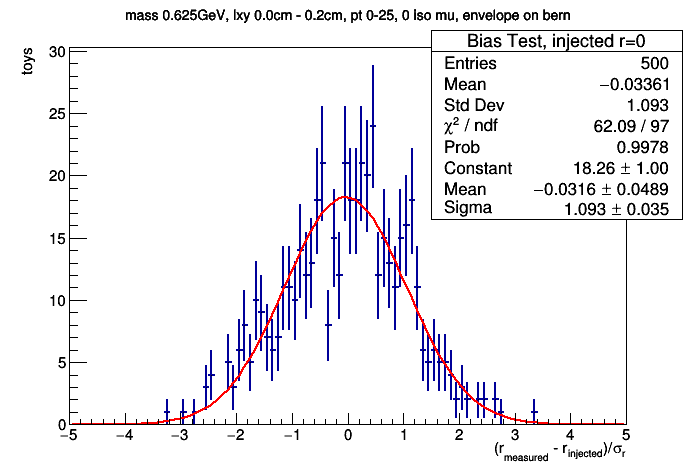 mass 0.625GeV, lxy 0.0cm - 0.2cm, pt 0-25, 0 iso mu, envelope on bern
Bias Test, injected r=0
Entries 500
Mean −0.03361
Std Dev 1.093
χ² / ndf 62.09 / 97
Prob 0.9978
Constant 18.26 ± 1.00
Mean −0.0316 ± 0.0489
Sigma 1.093 ± 0.035
toys
30
25
20
15
10
5
0
−5 −4 −3 −2 −1 0 1 2 3 4 5
(r_measured - r_injected)/σ_r